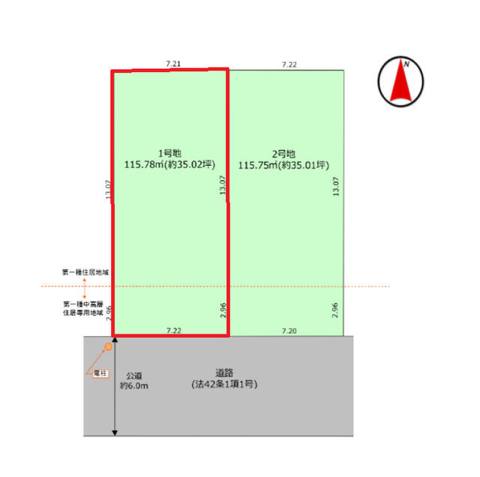 7.21
7.22
N
1号地
115.78㎡(約35.02坪)
2号地
115.75㎡(約35.01坪)
13.07
13.07
13.07
第一種住居地域
第一種中高層
住居専用地域
2.96
2.96
2.96
7.22
7.20
電柱
公道
約6.0m
道路
(法42条1項1号)